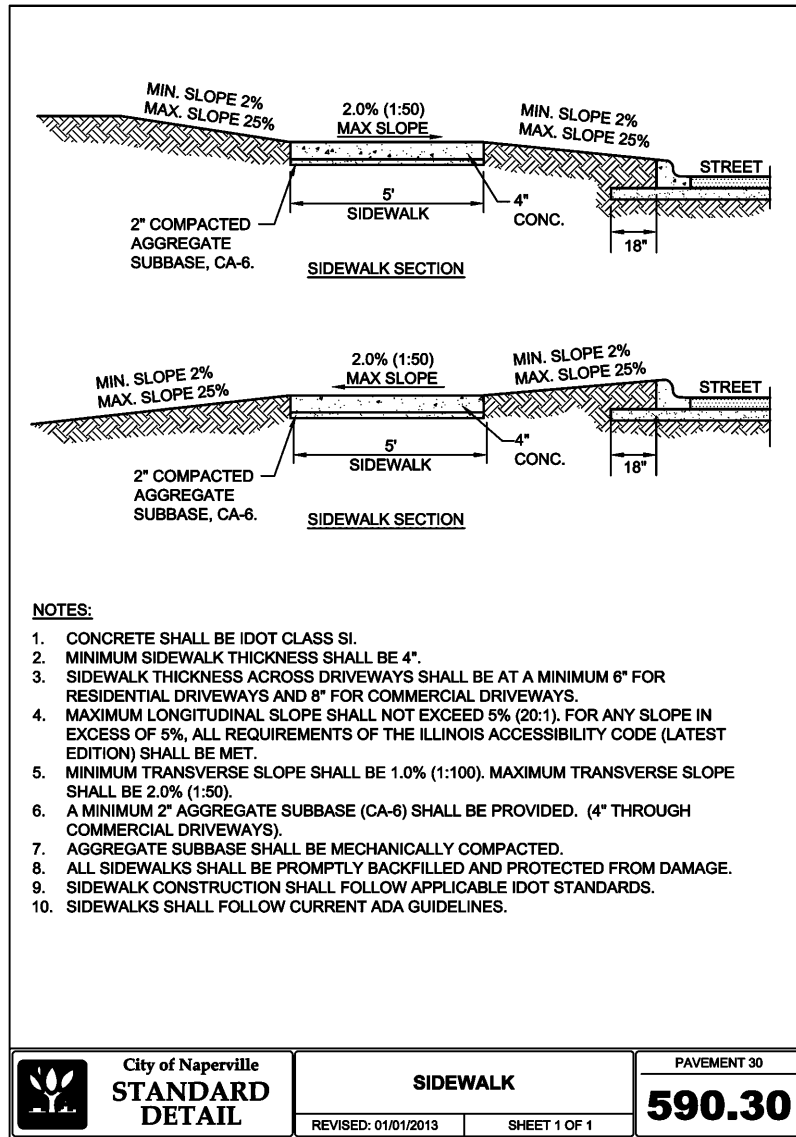 MIN. SLOPE 2%
MAX. SLOPE 25%
2.0% (1:50)
MAX SLOPE
MIN. SLOPE 2%
MAX. SLOPE 25%
STREET
5'
SIDEWALK
4"
CONC.
18"
2" COMPACTED
AGGREGATE
SUBBASE, CA-6.
SIDEWALK SECTION
MIN. SLOPE 2%
MAX. SLOPE 25%
2.0% (1:50)
MAX SLOPE
MIN. SLOPE 2%
MAX. SLOPE 25%
STREET
5'
SIDEWALK
4"
CONC.
18"
2" COMPACTED
AGGREGATE
SUBBASE, CA-6.
SIDEWALK SECTION
NOTES:
1. CONCRETE SHALL BE IDOT CLASS SI.
2. MINIMUM SIDEWALK THICKNESS SHALL BE 4".
3. SIDEWALK THICKNESS ACROSS DRIVEWAYS SHALL BE AT A MINIMUM 6" FOR
RESIDENTIAL DRIVEWAYS AND 8" FOR COMMERCIAL DRIVEWAYS.
4. MAXIMUM LONGITUDINAL SLOPE SHALL NOT EXCEED 5% (20:1). FOR ANY SLOPE IN
EXCESS OF 5%, ALL REQUIREMENTS OF THE ILLINOIS ACCESSIBILITY CODE (LATEST
EDITION) SHALL BE MET.
5. MINIMUM TRANSVERSE SLOPE SHALL BE 1.0% (1:100). MAXIMUM TRANSVERSE SLOPE
SHALL BE 2.0% (1:50).
6. A MINIMUM 2" AGGREGATE SUBBASE (CA-6) SHALL BE PROVIDED. (4" THROUGH
COMMERCIAL DRIVEWAYS).
7. AGGREGATE SUBBASE SHALL BE MECHANICALLY COMPACTED.
8. ALL SIDEWALKS SHALL BE PROMPTLY BACKFILLED AND PROTECTED FROM DAMAGE.
9. SIDEWALK CONSTRUCTION SHALL FOLLOW APPLICABLE IDOT STANDARDS.
10. SIDEWALKS SHALL FOLLOW CURRENT ADA GUIDELINES.
City of Naperville
STANDARD
DETAIL
SIDEWALK
REVISED: 01/01/2013
SHEET 1 OF 1
PAVEMENT 30
590.30